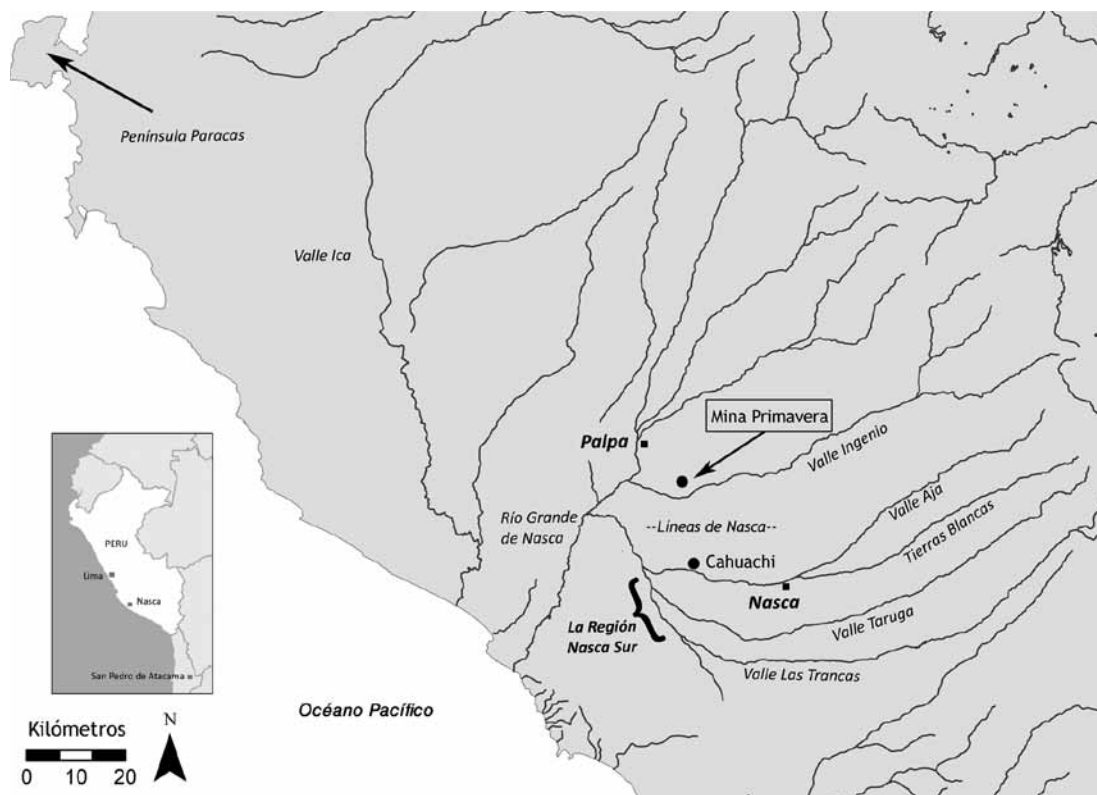 Península Paracas
Valle Ica
Mina Primavera
Palpa
Valle Ingenio
Valle Aja
Río Grande
de Nasca
--Líneas de Nasca--
Tierras Blancas
Cahuachi
Nasca
La Región
Nasca Sur
Valle Taruga
Valle Las Trancas
PERU
Lima
Nasca
San Pedro de Atacama
Océano Pacífico
Kilómetros
0 10 20
N